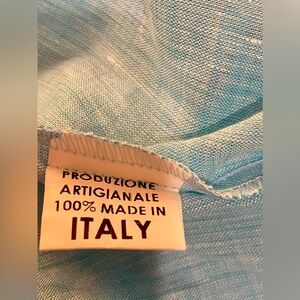 PRODUZIONE
ARTIGIANALE
100% MADE IN
ITALY